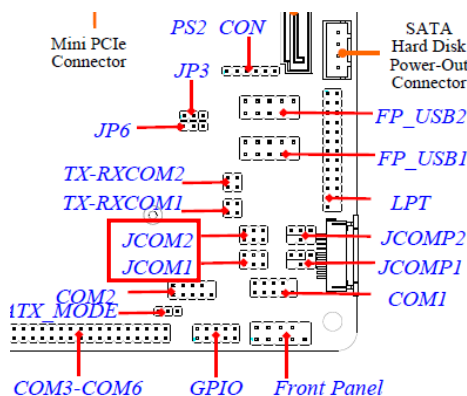 PS2 CON
SATA
Hard Disk
Power-Out
Connector
Mini PCIe
Connector
JP3
JP6
FP_USB2
FP_USB1
TX-RXCOM2
TX-RXCOM1
LPT
JCOM2
JCOMP2
JCOM1
JCOMP1
COM2
COM1
ATX_MODE
COM3-COM6
GPIO
Front Panel